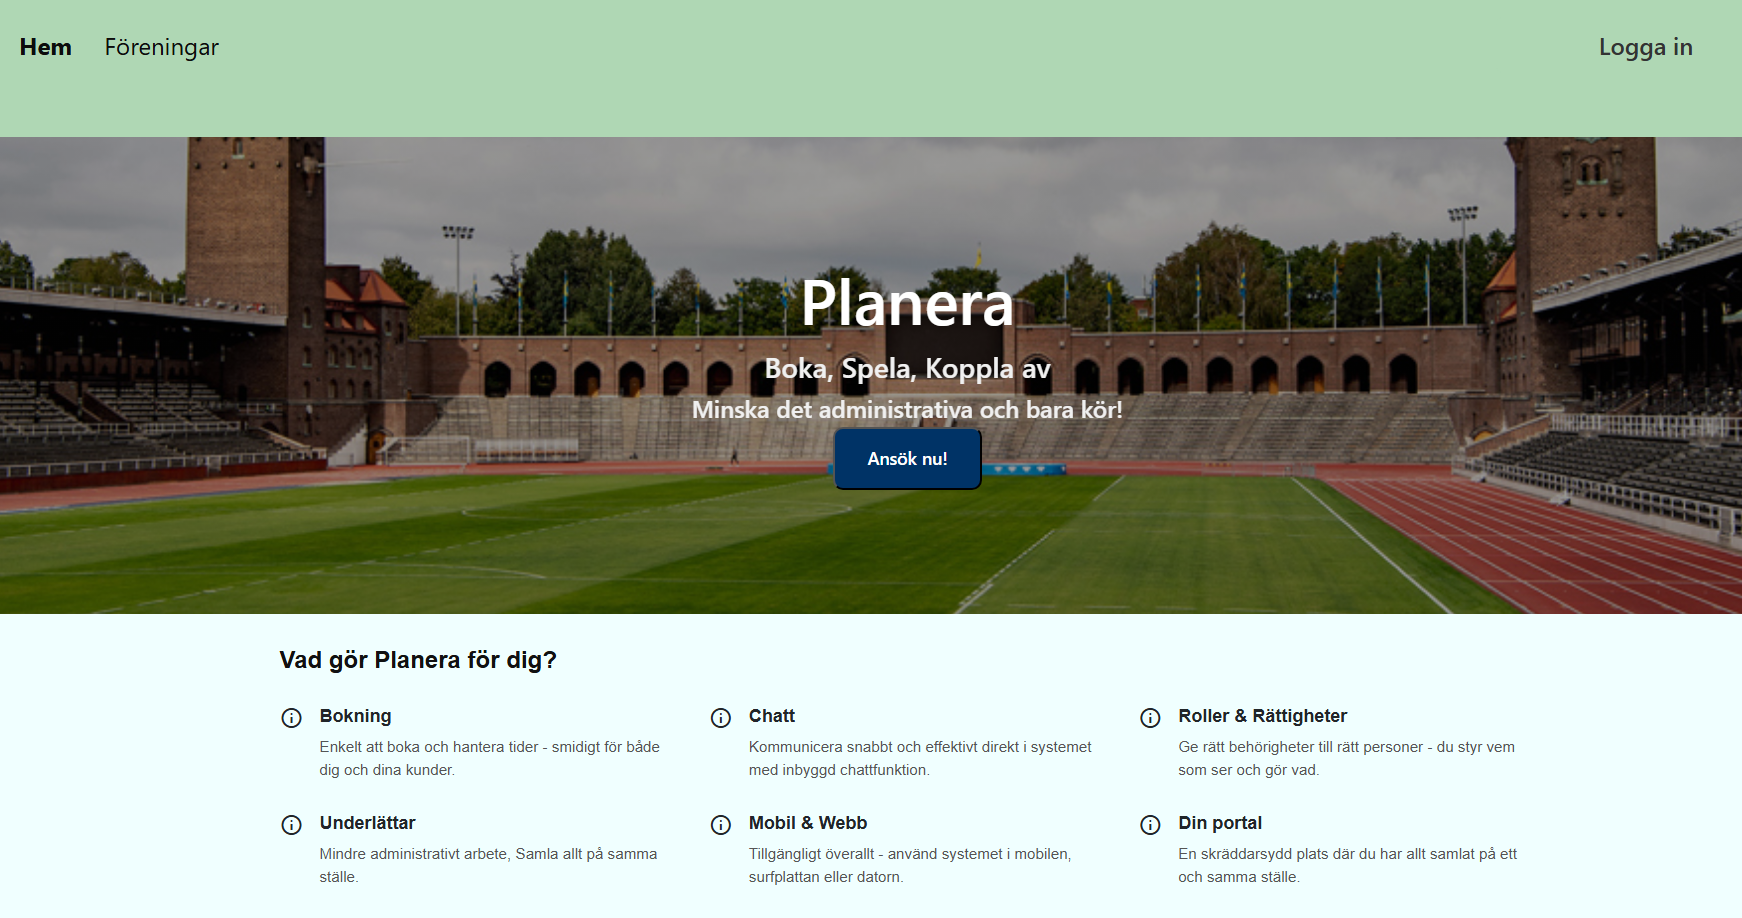 Hem Föreningar Logga in
Planera
Boka, Spela, Koppla av
Minska det administrativa och bara kör!
Ansök nu!
Vad gör Planera för dig?
Bokning
Enkelt att boka och hantera tider - smidigt för både
dig och dina kunder.
Chatt
Kommunicera snabbt och effektivt direkt i systemet
med inbyggd chattfunktion.
Roller & Rättigheter
Ge rätt behörigheter till rätt personer - du styr vem
som ser och gör vad.
Underlättar
Mindre administrativt arbete, Samla allt på samma
ställe.
Mobil & Webb
Tillgängligt överallt - använd systemet i mobilen,
surfplattan eller datorn.
Din portal
En skräddarsydd plats där du har allt samlat på ett
och samma ställe.